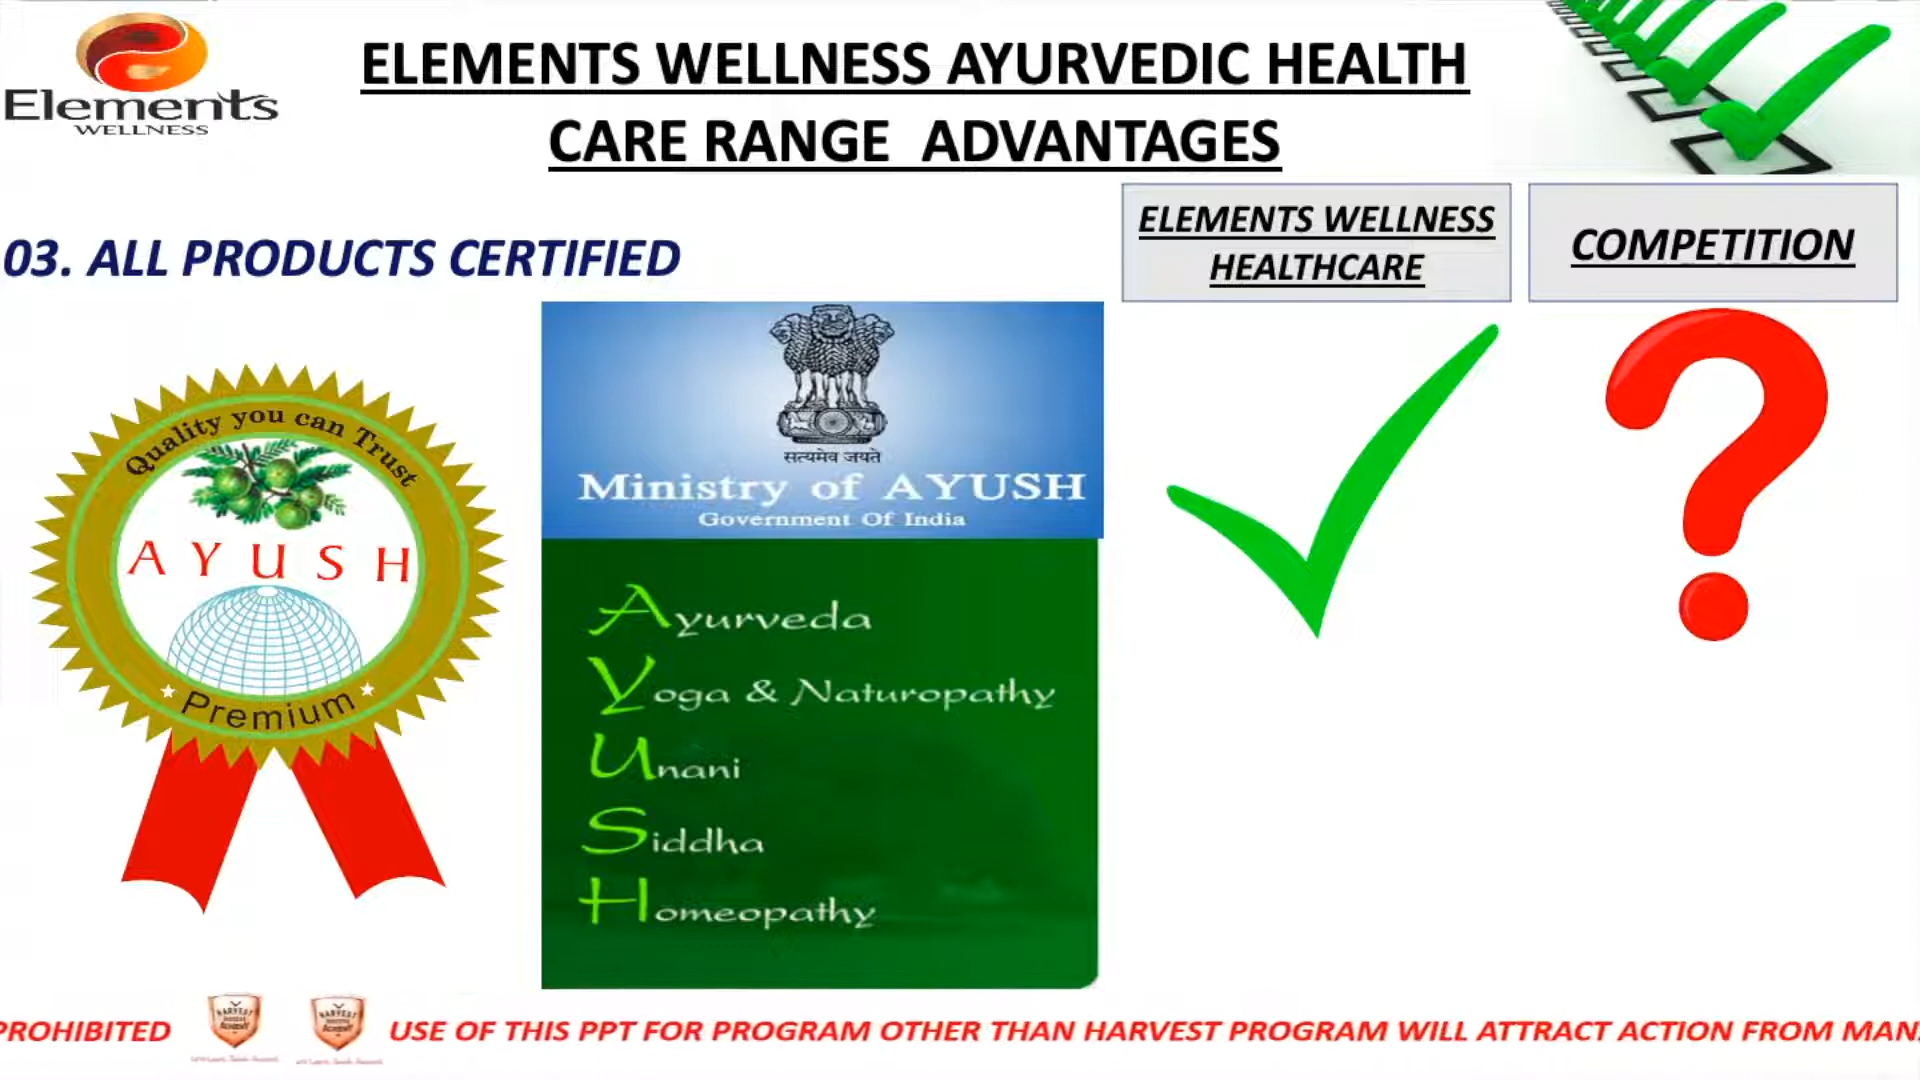 Elements
WELLNESS
ELEMENTS WELLNESS AYURVEDIC HEALTH
CARE RANGE ADVANTAGES
03. ALL PRODUCTS CERTIFIED
ELEMENTS WELLNESS
HEALTHCARE
COMPETITION
Quality you can Trust
AYUSH
Premium
सत्यमेव जयते
Ministry of AYUSH
Government Of India
Ayurveda
Yoga & Naturopathy
Unani
Siddha
Homeopathy
PROHIBITED
HARVEST
HARVEST
USE OF THIS PPT FOR PROGRAM OTHER THAN HARVEST PROGRAM WILL ATTRACT ACTION FROM MAN